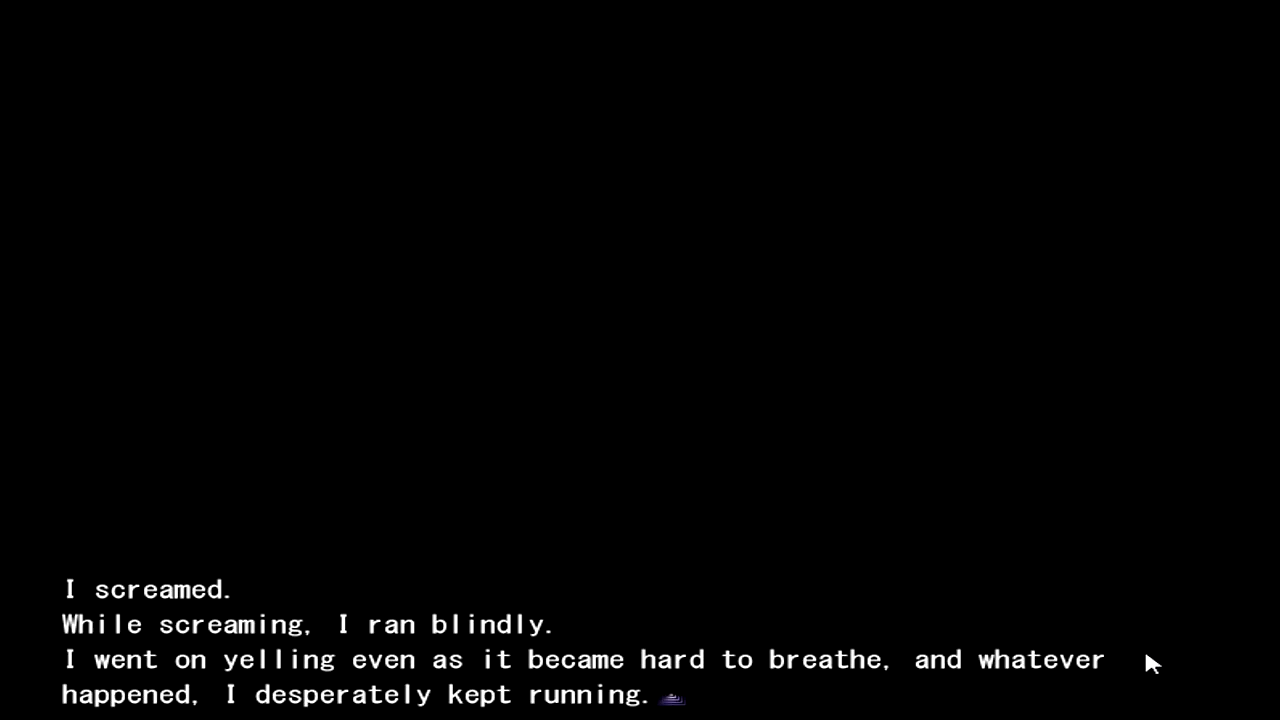 I screamed.
While screaming, I ran blindly.
I went on yelling even as it became hard to breathe, and whatever
happened, I desperately kept running.